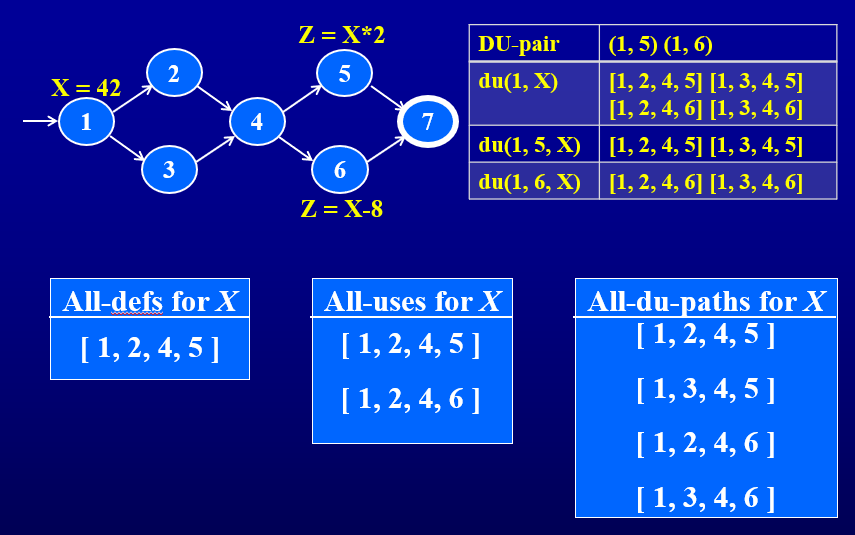 Z = X*2
X = 42
1
2
3
4
5
6
7
Z = X-8
DU-pair (1, 5) (1, 6)
du(1, X) [1, 2, 4, 5] [1, 3, 4, 5]
[1, 2, 4, 6] [1, 3, 4, 6]
du(1, 5, X) [1, 2, 4, 5] [1, 3, 4, 5]
du(1, 6, X) [1, 2, 4, 6] [1, 3, 4, 6]
All-defs for X
[ 1, 2, 4, 5 ]
All-uses for X
[ 1, 2, 4, 5 ]
[ 1, 2, 4, 6 ]
All-du-paths for X
[ 1, 2, 4, 5 ]
[ 1, 3, 4, 5 ]
[ 1, 2, 4, 6 ]
[ 1, 3, 4, 6 ]